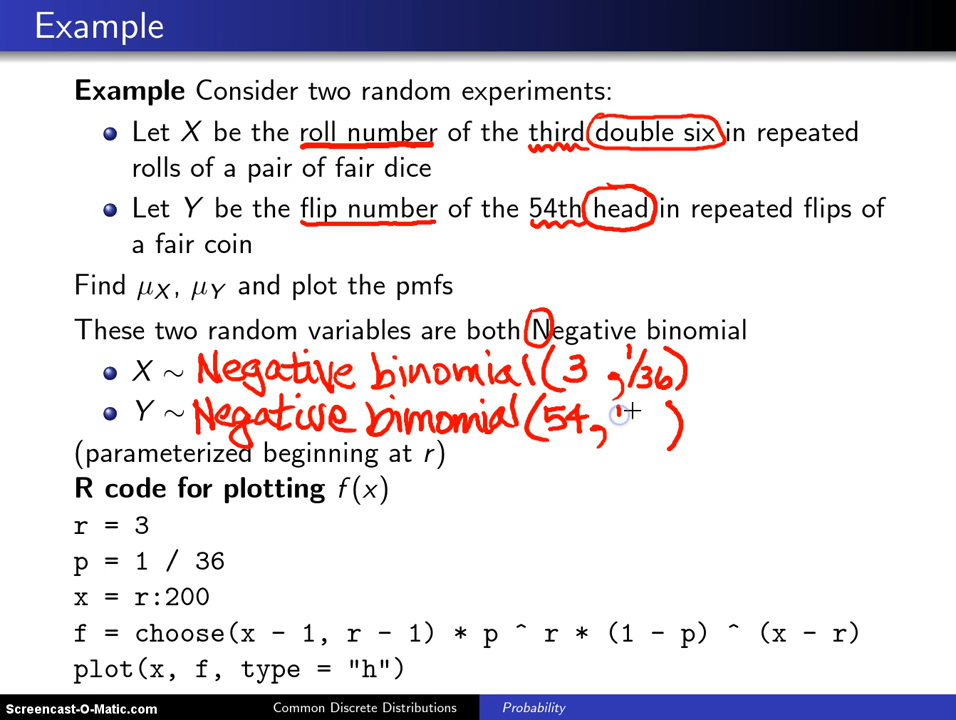 Example
Example Consider two random experiments:
Let X be the roll number of the third double six in repeated
rolls of a pair of fair dice
Let Y be the flip number of the 54th head in repeated flips of
a fair coin
Find μX, μY and plot the pmfs
These two random variables are both Negative binomial
X ∼ Negative binomial(3, 1/36)
Y ∼ Negative bimomial(54, )
(parameterized beginning at r)
R code for plotting f(x)
r = 3
p = 1 / 36
x = r:200
f = choose(x - 1, r - 1) * p ^ r * (1 - p) ^ (x - r)
plot(x, f, type = "h")
Screencast-O-Matic.com Common Discrete Distributions Probability